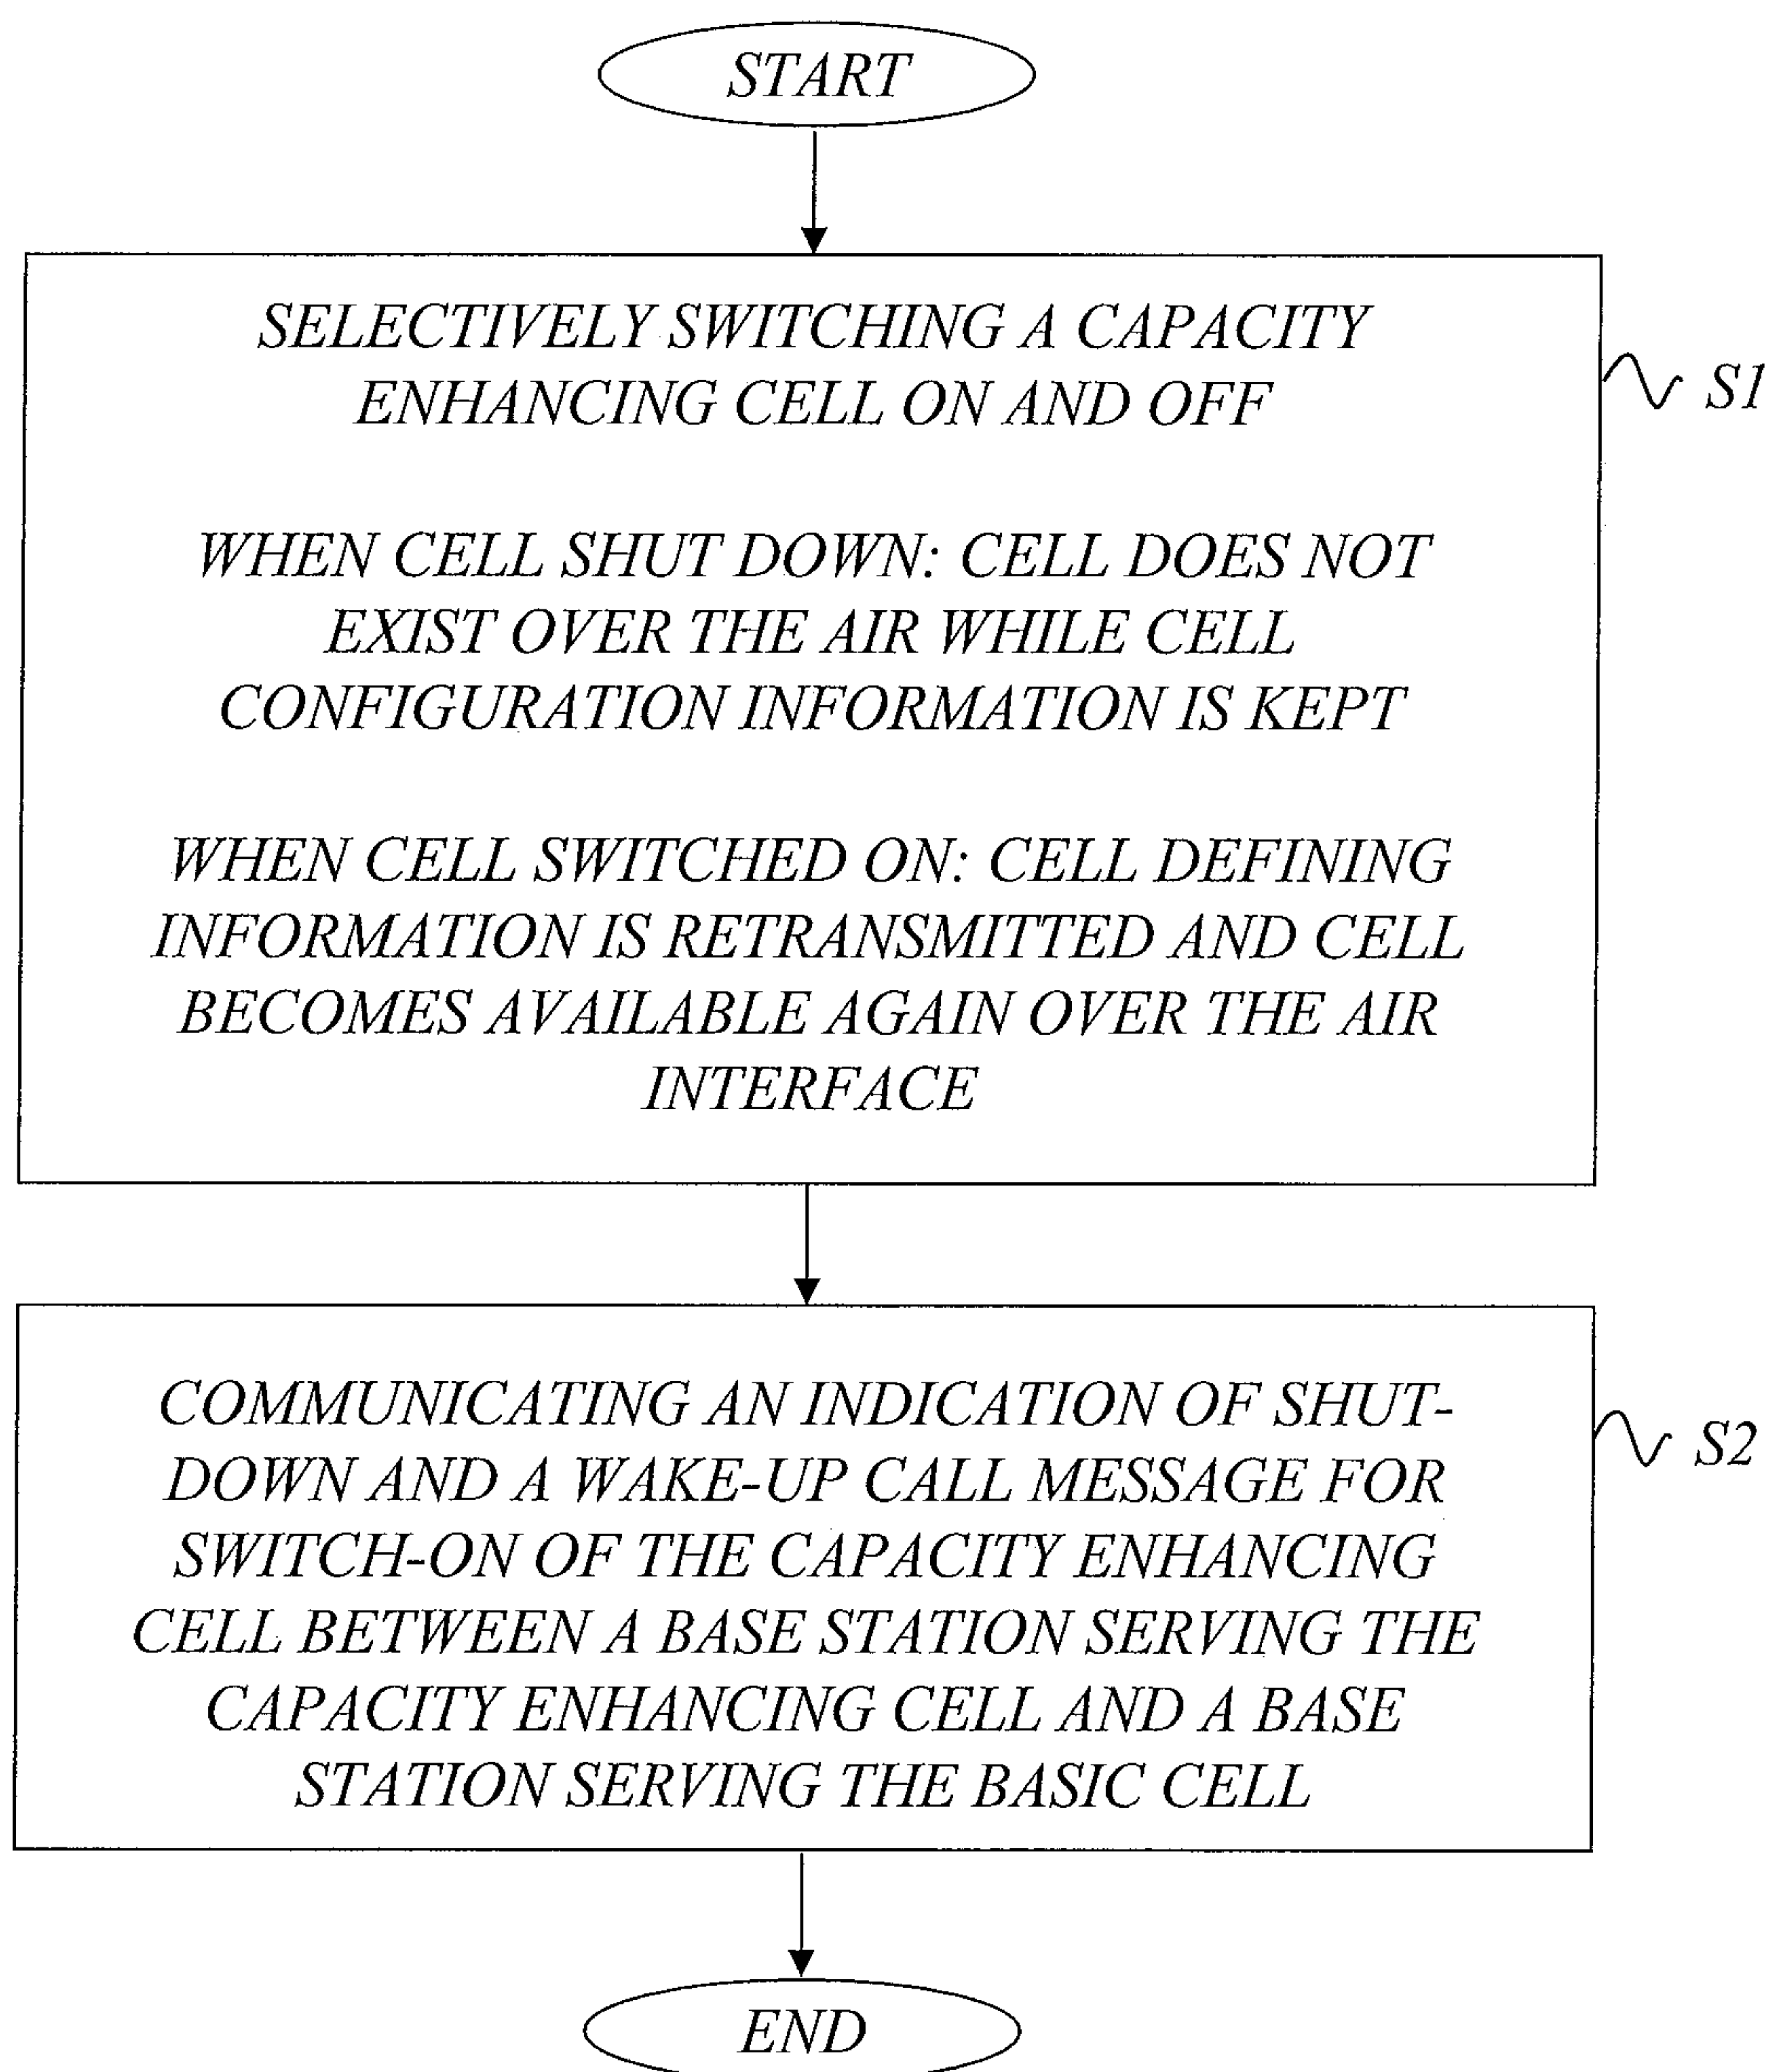 START
SELECTIVELY SWITCHING A CAPACITY
ENHANCING CELL ON AND OFF
S1
WHEN CELL SHUT DOWN: CELL DOES NOT
EXIST OVER THE AIR WHILE CELL
CONFIGURATION INFORMATION IS KEPT
WHEN CELL SWITCHED ON: CELL DEFINING
INFORMATION IS RETRANSMITTED AND CELL
BECOMES AVAILABLE AGAIN OVER THE AIR
INTERFACE
COMMUNICATING AN INDICATION OF SHUT-
DOWN AND A WAKE-UP CALL MESSAGE FOR
S2
SWITCH-ON OF THE CAPACITY ENHANCING
CELL BETWEEN A BASE STATION SERVING THE
CAPACITY ENHANCING CELL AND A BASE
STATION SERVING THE BASIC CELL
END